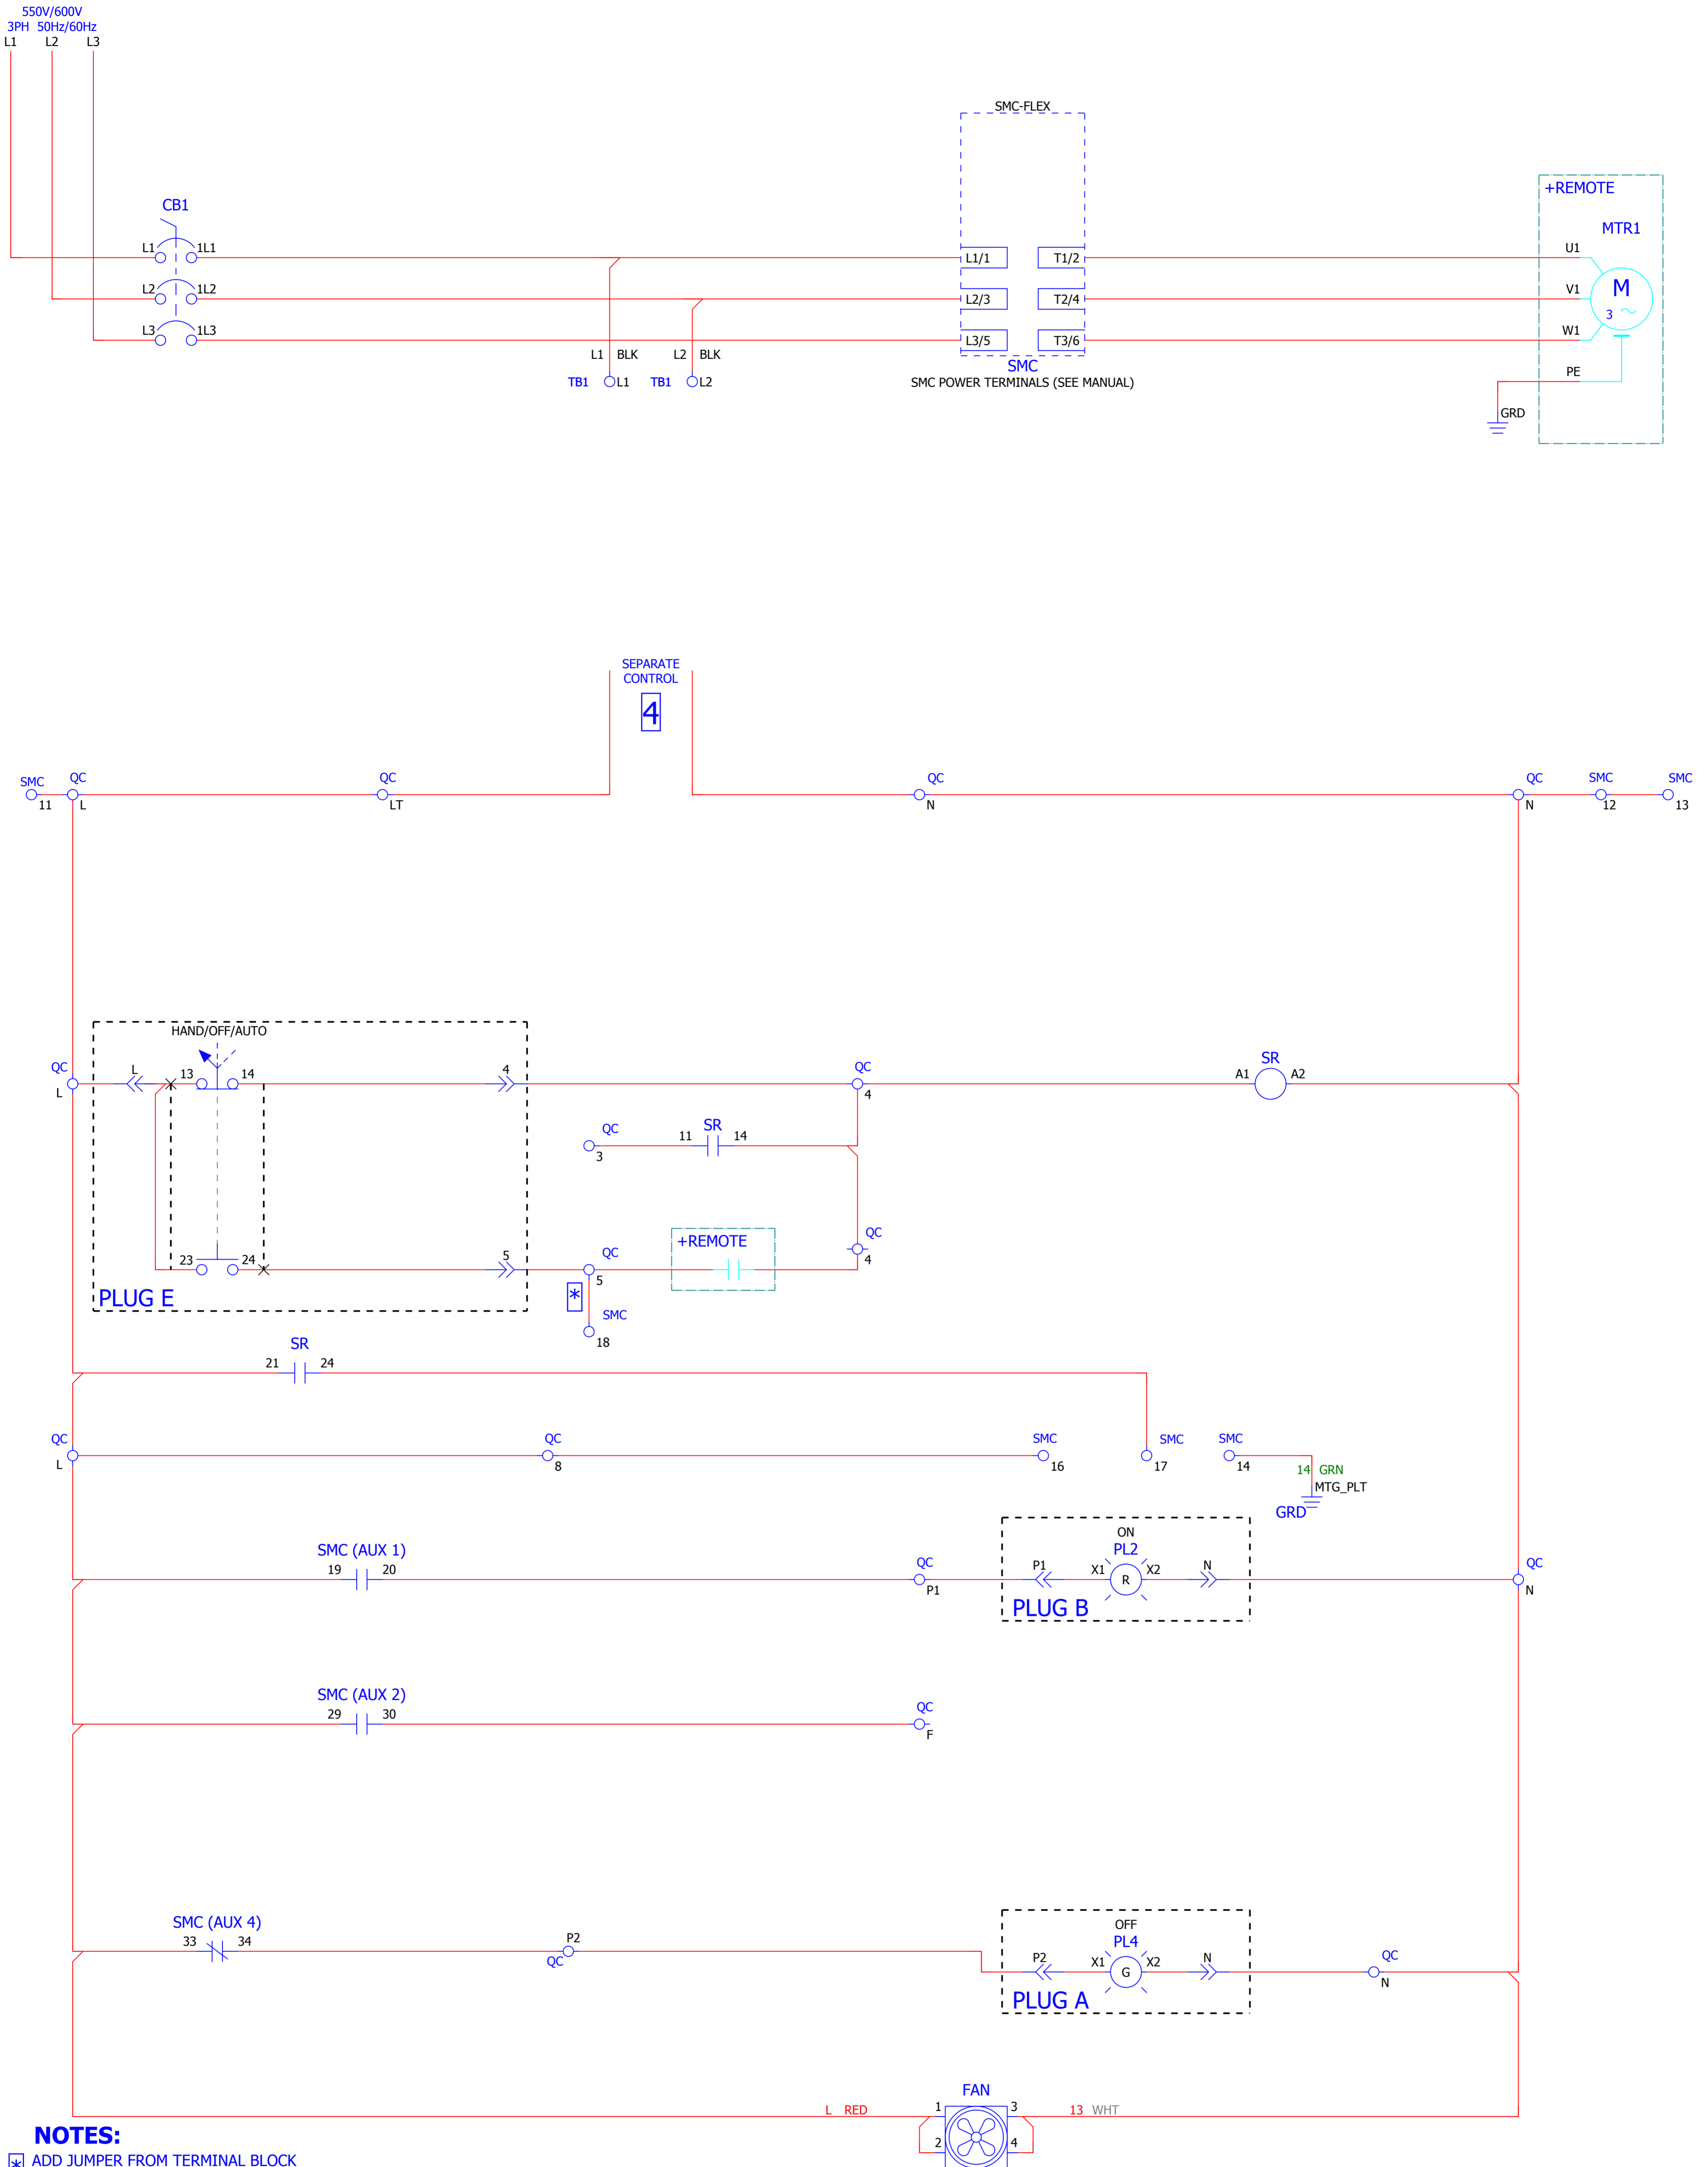 550V/600V
3PH 50Hz/60Hz
L1 L2 L3
SMC-FLEX
+REMOTE
CB1
MTR1
L1 1L1 L1/1 T1/2 U1
L2 1L2 L2/3 T2/4 V1 M
3
L3 1L3 L3/5 T3/6 W1
L1 BLK L2 BLK
SMC
PE
TB1 L1 TB1 L2
SMC POWER TERMINALS (SEE MANUAL)
GRD
SEPARATE
CONTROL
4
SMC QC QC QC QC SMC SMC
11 L LT N N 12 13
HAND/OFF/AUTO
QC L 13 14 4 QC SR
A1 A2
L 4
QC SR
11 14
3
QC
+REMOTE
QC
23 24 5
4
5
PLUG E
*
SMC
18
SR
21 24
QC QC SMC SMC SMC
L 8 16 17 14
14 GRN
MTG_PLT
GRD
ON
SMC (AUX 1) PL2
19 20 QC P1 X1 X2 N QC
R
P1 N
PLUG B
SMC (AUX 2)
29 30 QC
F
SMC (AUX 4) OFF
33 34 P2 PL4
QC P2 X1 X2 N QC
G
N
PLUG A
FAN
L RED 1 3 13 WHT
2 4
NOTES:
* ADD JUMPER FROM TERMINAL BLOCK